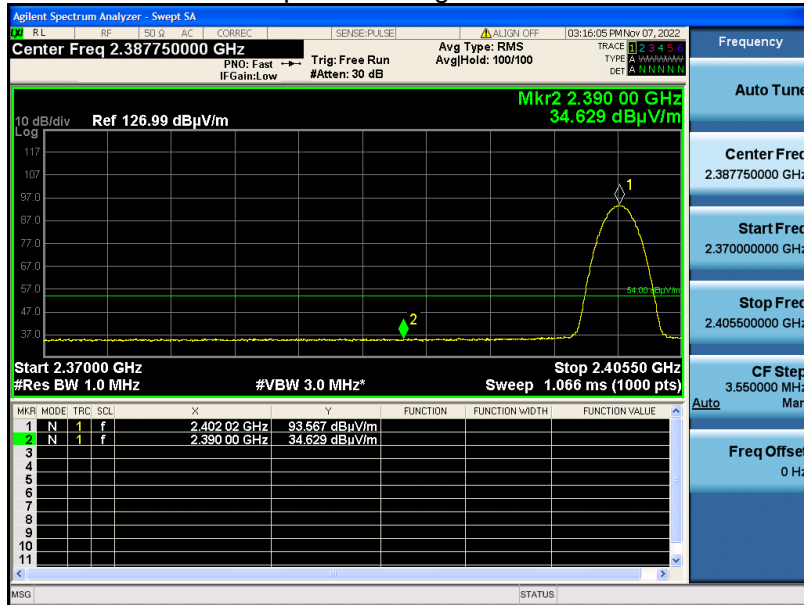 Agilent Spectrum Analyzer - Swept SA
LXI RL RF 50 Ω AC CORREC SENSE:PULSE ALIGN OFF 03:16:05 PM Nov 07, 2022
Center Freq 2.387750000 GHz
PNO: Fast
IFGain:Low
Trig: Free Run
#Atten: 30 dB
Avg Type: RMS
Avg|Hold: 100/100
TRACE 1 2 3 4 5 6
TYPE A WWWWW
DET A N N N N N
Mkr2 2.390 00 GHz
34.629 dBµV/m
10 dB/div Ref 126.99 dBµV/m
Log
117
107
97.0
87.0
77.0
67.0
57.0
47.0
37.0
1
2
54.00 dBµV/m
Start 2.37000 GHz Stop 2.40550 GHz
#Res BW 1.0 MHz #VBW 3.0 MHz* Sweep 1.066 ms (1000 pts)
MKR MODE TRC SCL X Y FUNCTION FUNCTION WIDTH FUNCTION VALUE
1 N 1 f 2.402 02 GHz 93.567 dBµV/m
2 N 1 f 2.390 00 GHz 34.629 dBµV/m
3
4
5
6
7
8
9
10
11
MSG STATUS
Frequency
Auto Tune
Center Freq
2.387750000 GHz
Start Freq
2.370000000 GHz
Stop Freq
2.405500000 GHz
CF Step
3.550000 MHz
Auto Man
Freq Offset
0 Hz